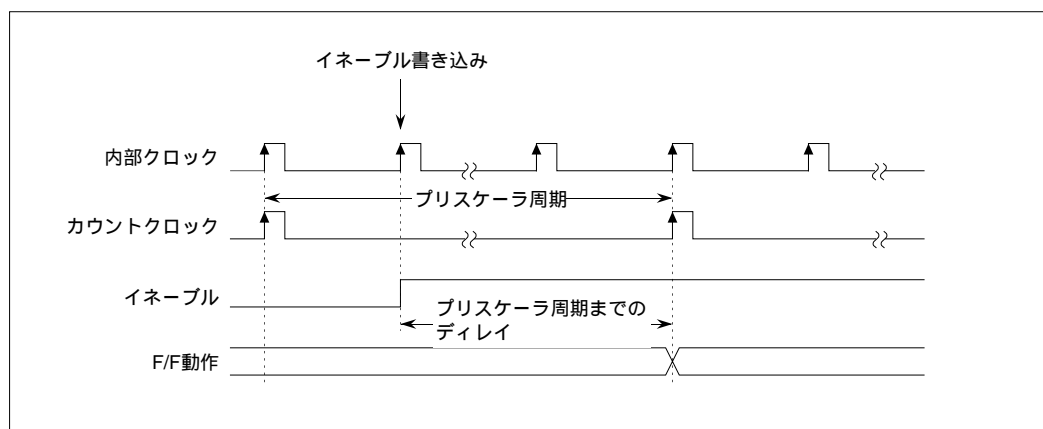 イネーブル書き込み
内部クロック
プリスケーラ周期
カウントクロック
イネーブル
プリスケーラ周期までの
ディレイ
F/F動作